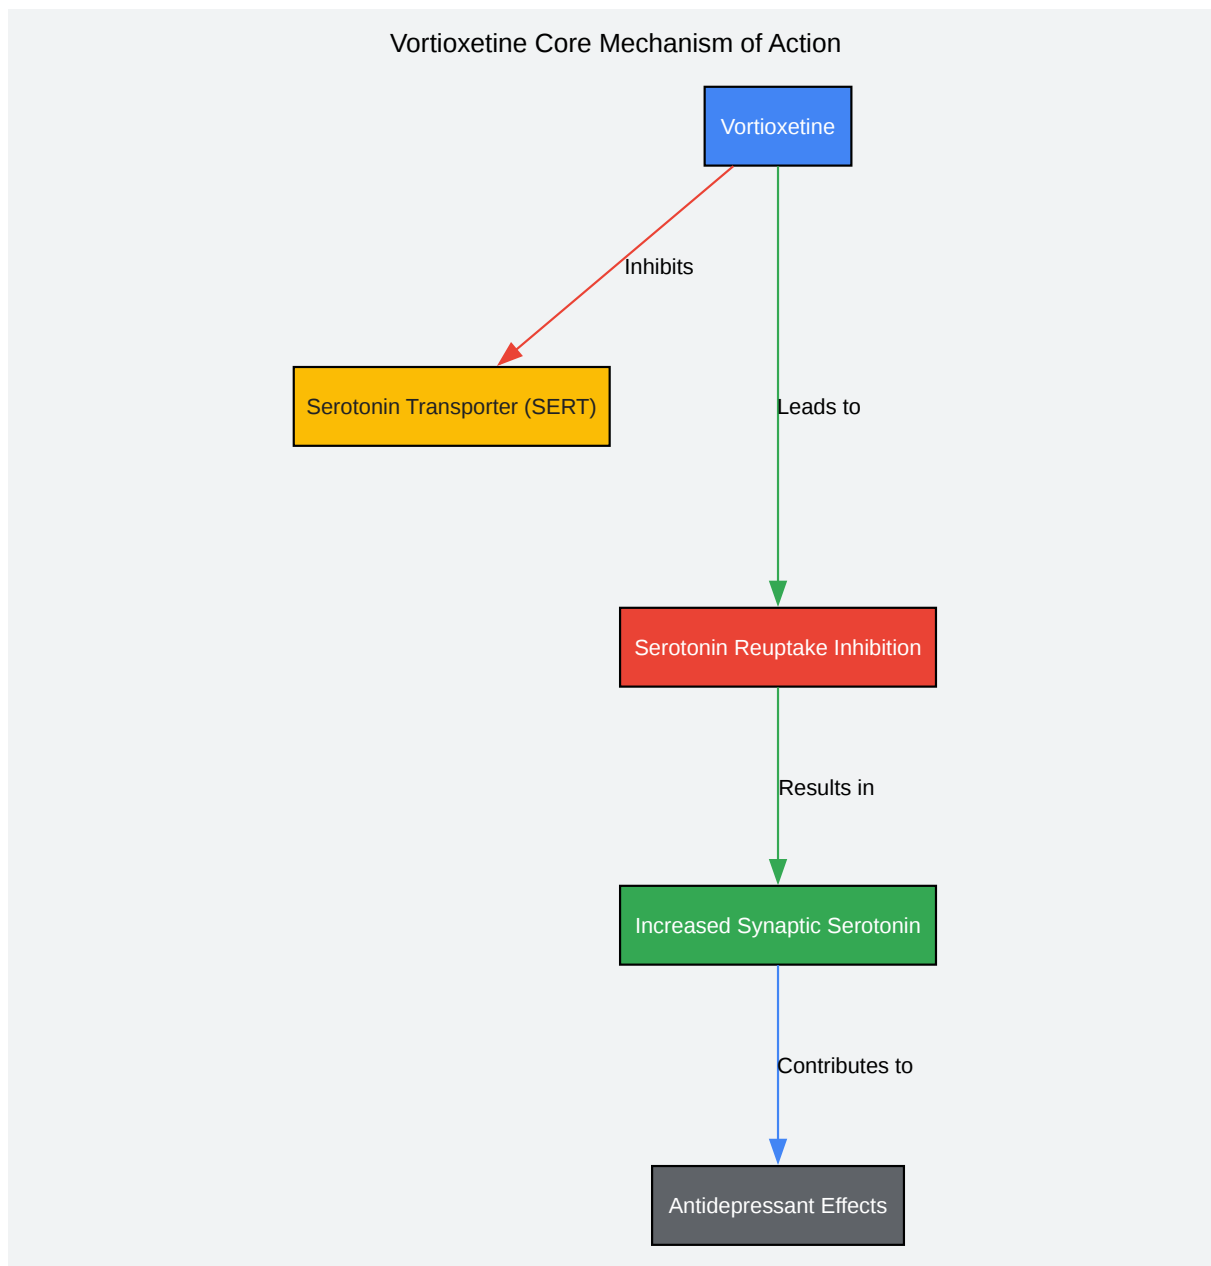 Vortioxetine Core Mechanism of Action
Vortioxetine
Inhibits
Serotonin Transporter (SERT)
Leads to
Serotonin Reuptake Inhibition
Results in
Increased Synaptic Serotonin
Contributes to
Antidepressant Effects